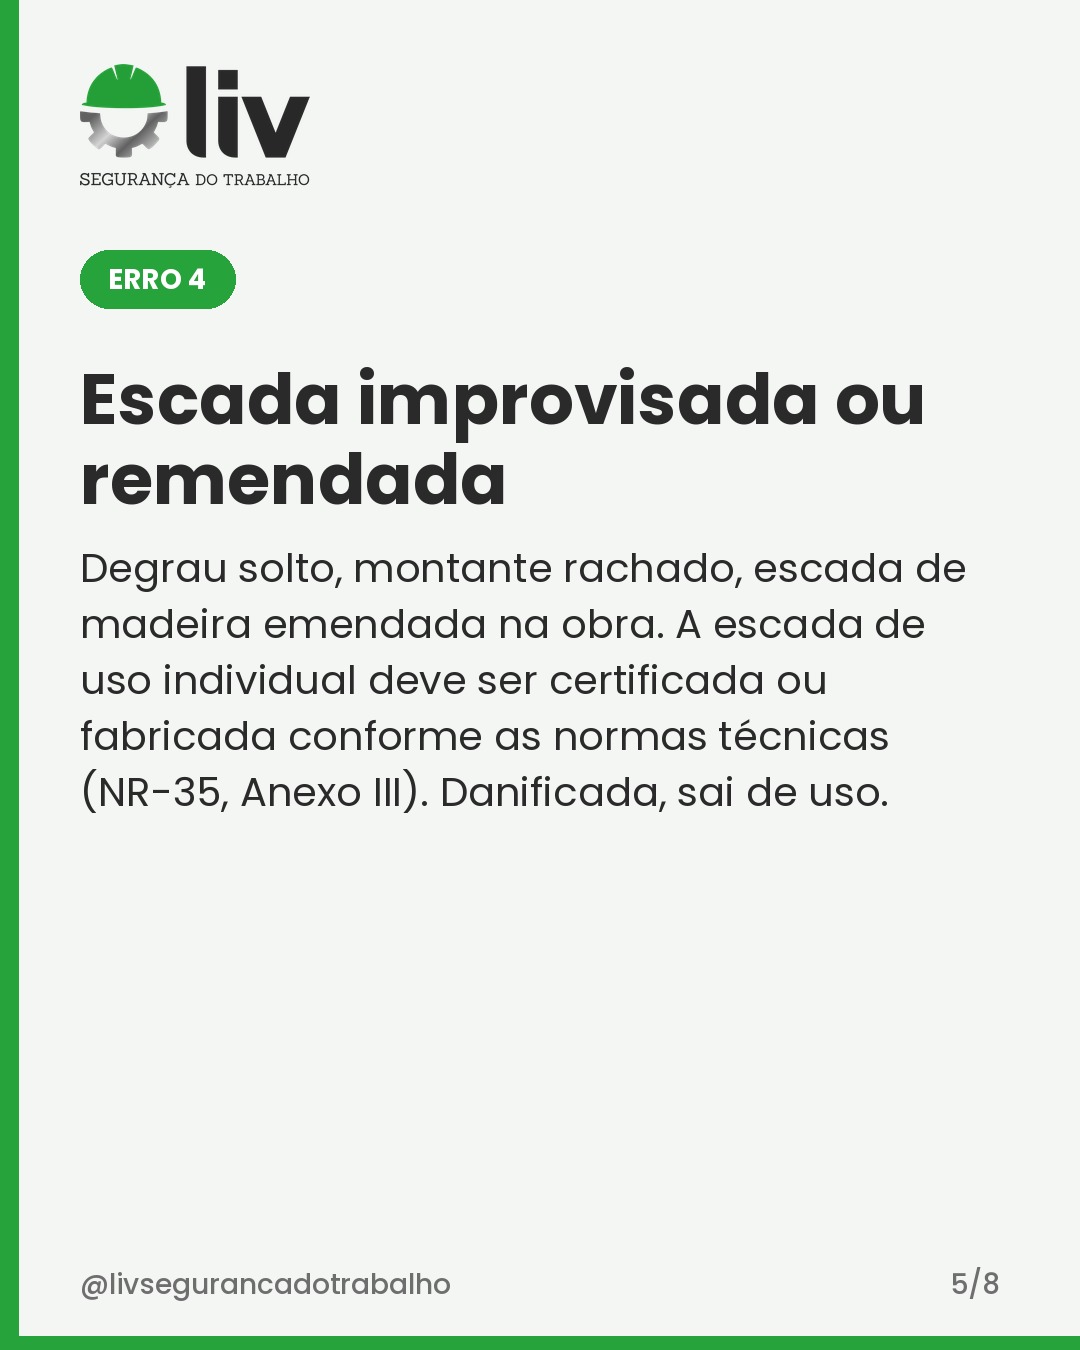 liv
SEGURANÇA DO TRABALHO
ERRO 4
Escada improvisada ou
remendada
Degrau solto, montante rachado, escada de
madeira emendada na obra. A escada de
uso individual deve ser certificada ou
fabricada conforme as normas técnicas
(NR-35, Anexo III). Danificada, sai de uso.
@livsegurancadotrabalho
5/8